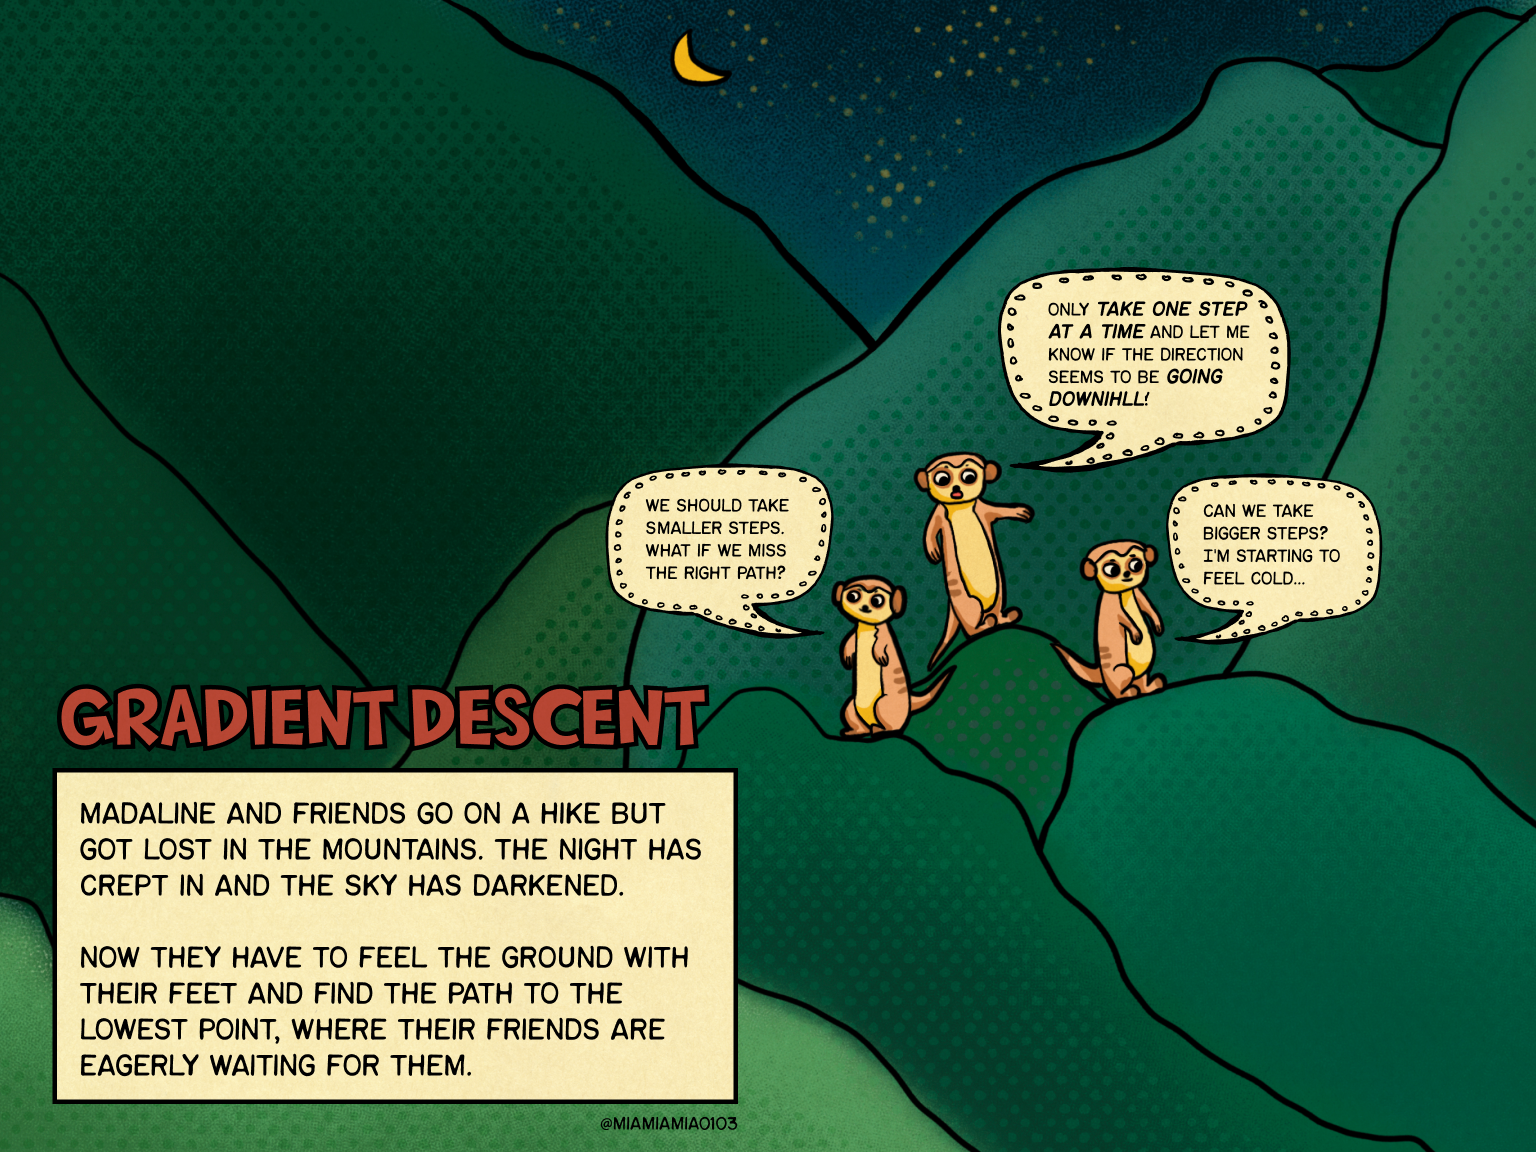 ONLY TAKE ONE STEP
AT A TIME AND LET ME
KNOW IF THE DIRECTION
SEEMS TO BE GOING
DOWNIHLL!
WE SHOULD TAKE
SMALLER STEPS.
WHAT IF WE MISS
THE RIGHT PATH?
CAN WE TAKE
BIGGER STEPS?
I'M STARTING TO
FEEL COLD...
GRADIENT DESCENT
MADALINE AND FRIENDS GO ON A HIKE BUT
GOT LOST IN THE MOUNTAINS. THE NIGHT HAS
CREPT IN AND THE SKY HAS DARKENED.
NOW THEY HAVE TO FEEL THE GROUND WITH
THEIR FEET AND FIND THE PATH TO THE
LOWEST POINT, WHERE THEIR FRIENDS ARE
EAGERLY WAITING FOR THEM.
@MIAMIAMIA0103